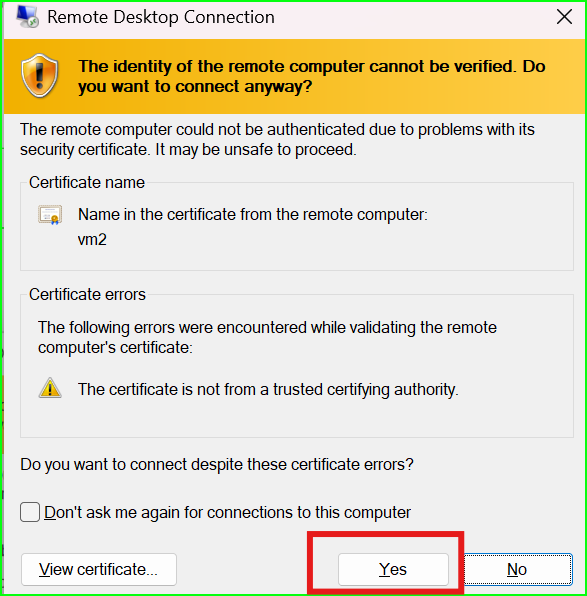 Remote Desktop Connection
The identity of the remote computer cannot be verified. Do
you want to connect anyway?
The remote computer could not be authenticated due to problems with its
security certificate. It may be unsafe to proceed.
Certificate name
Name in the certificate from the remote computer:
vm2
Certificate errors
The following errors were encountered while validating the remote
computer's certificate:
The certificate is not from a trusted certifying authority.
Do you want to connect despite these certificate errors?
Don't ask me again for connections to this computer
View certificate... Yes No